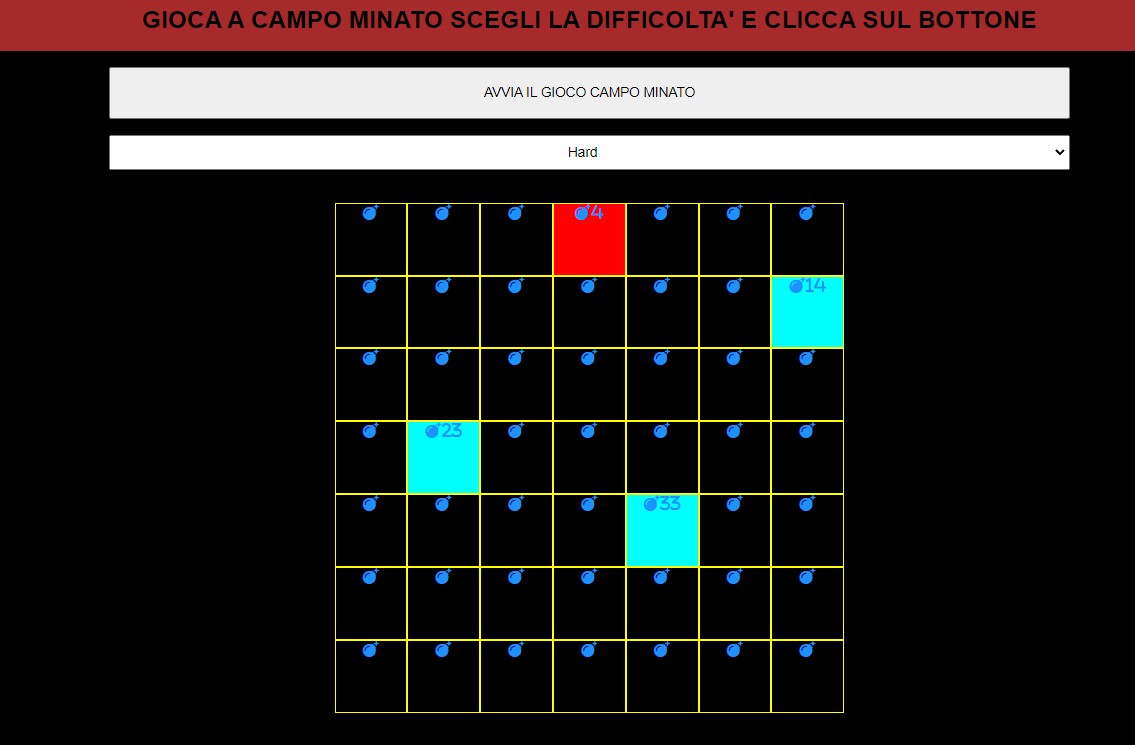 GIOCA A CAMPO MINATO SCEGLI LA DIFFICOLTA' E CLICCA SUL BOTTONE
AVVIA IL GIOCO CAMPO MINATO
Hard
4
14
23
33